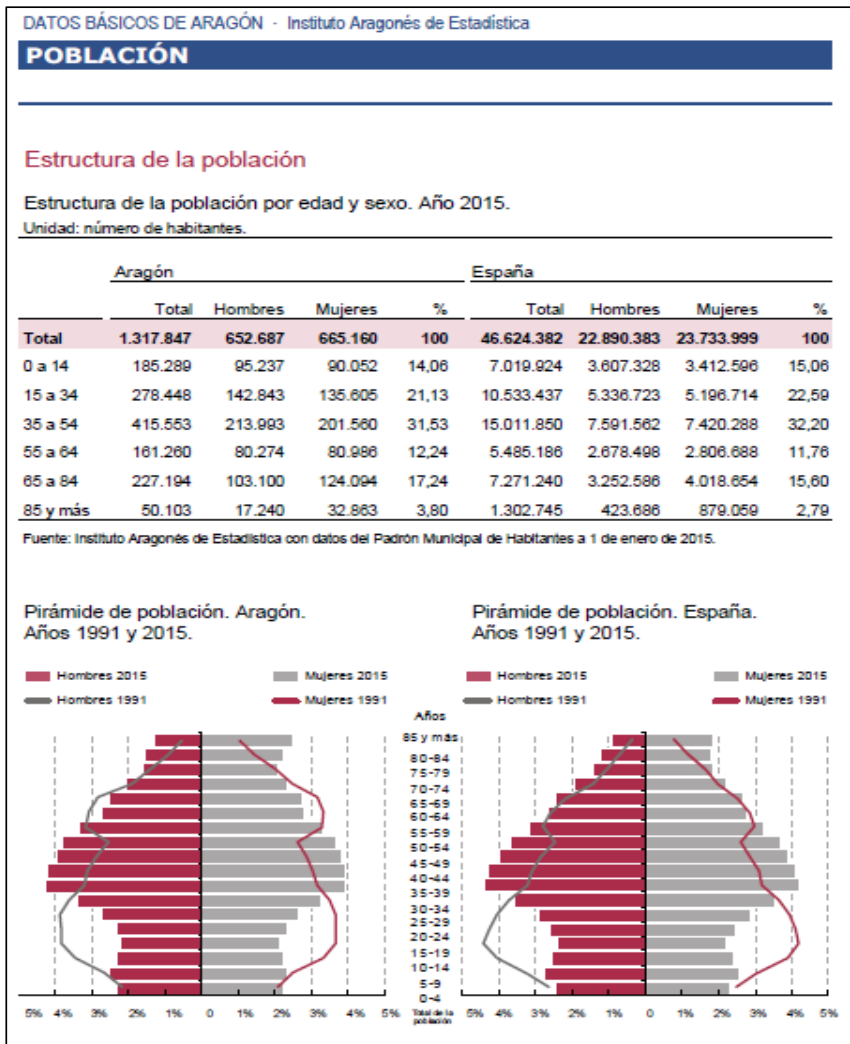 DATOS BÁSICOS DE ARAGÓN - Instituto Aragonés de Estadística
POBLACIÓN
Estructura de la población
Estructura de la población por edad y sexo. Año 2015.
Unidad: número de habitantes.
Aragón España
Total Hombres Mujeres % Total Hombres Mujeres %
Total 1.317.847 652.687 665.160 100 46.624.382 22.890.383 23.733.999 100
0 a 14 185.289 95.237 90.052 14,06 7.019.924 3.607.328 3.412.596 15,06
15 a 34 278.448 142.843 135.605 21,13 10.533.437 5.336.723 5.196.714 22,59
35 a 54 415.553 213.993 201.560 31,53 15.011.850 7.591.562 7.420.288 32,20
55 a 64 161.260 80.274 80.986 12,24 5.485.186 2.678.498 2.806.688 11,76
65 a 84 227.194 103.100 124.094 17,24 7.271.240 3.252.586 4.018.654 15,60
85 y más 50.103 17.240 32.863 3,80 1.302.745 423.686 879.059 2,79
Fuente: Instituto Aragonés de Estadística con datos del Padrón Municipal de Habitantes a 1 de enero de 2015.
Pirámide de población. Aragón. Pirámide de población. España.
Años 1991 y 2015. Años 1991 y 2015.
Hombres 2015 Mujeres 2015 Hombres 2015 Mujeres 2015
Hombres 1991 Mujeres 1991 Hombres 1991 Mujeres 1991
Años
85 y más
80-84
75-79
70-74
65-69
60-64
55-59
50-54
45-49
40-44
35-39
30-34
25-29
20-24
15-19
10-14
5-9
0-4
5% 4% 3% 2% 1% 0 1% 2% 3% 4% 5% Total de la 5% 4% 3% 2% 1% 0 1% 2% 3% 4% 5%
población